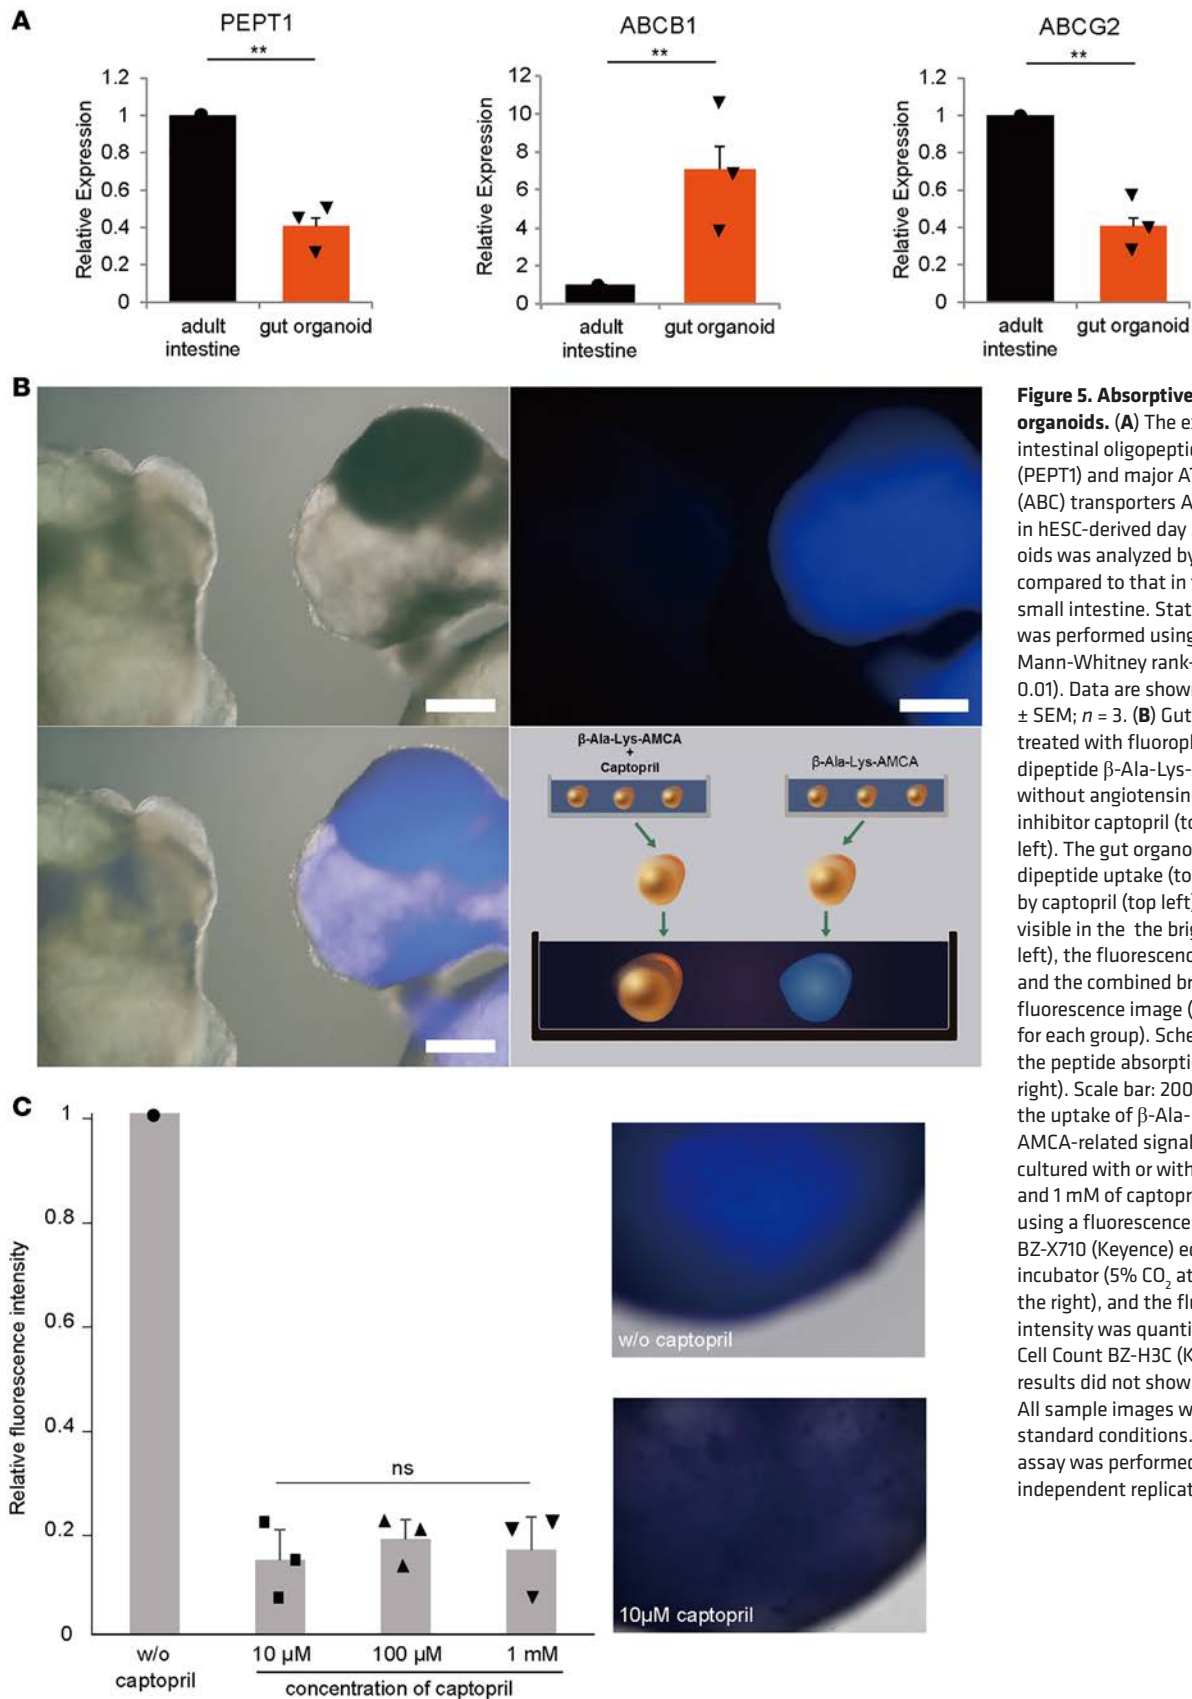 A
PEPT1
**
Relative Expression
1.2
1
0.8
0.6
0.4
0.2
0
adult
intestine
gut organoid
ABCB1
**
Relative Expression
12
10
8
6
4
2
0
adult
intestine
gut organoid
ABCG2
**
Relative Expression
1.2
1
0.8
0.6
0.4
0.2
0
adult
intestine
gut organoid
B
β-Ala-Lys-AMCA
+
Captopril
β-Ala-Lys-AMCA
C
Relative fluorescence intensity
1
0.8
0.6
0.4
0.2
0
ns
w/o
captopril
10 μM
100 μM
1 mM
concentration of captopril
w/o captopril
10μM captopril
Figure 5. Absorptive
organoids. (A) The ex
intestinal oligopeptic
(PEPT1) and major AT
(ABC) transporters A
in hESC-derived day
oids was analyzed by
compared to that in t
small intestine. Stat
was performed using
Mann-Whitney rank-
0.01). Data are show
± SEM; n = 3. (B) Gut
treated with fluoroph
dipeptide β-Ala-Lys-
without angiotensin-
inhibitor captopril (to
left). The gut organo
dipeptide uptake (to
by captopril (top left)
visible in the the brig
left), the fluorescenc
and the combined br
fluorescence image (
for each group). Sche
the peptide absorptio
right). Scale bar: 200
the uptake of β-Ala-
AMCA-related signal
cultured with or with
and 1 mM of captopr
using a fluorescence
BZ-X710 (Keyence) eq
incubator (5% CO2 at
the right), and the flu
intensity was quanti
Cell Count BZ-H3C (K
results did not show
All sample images w
standard conditions.
assay was performed
independent replicat